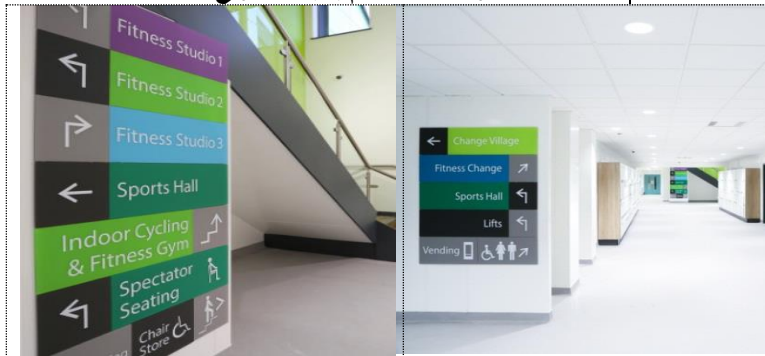 Fitness Studio 1
Fitness Studio 2
Fitness Studio 3
Sports Hall
Indoor Cycling
& Fitness Gym
Spectator
Seating
Chair
Store
Change Village
Fitness Change
Sports Hall
Lifts
Vending